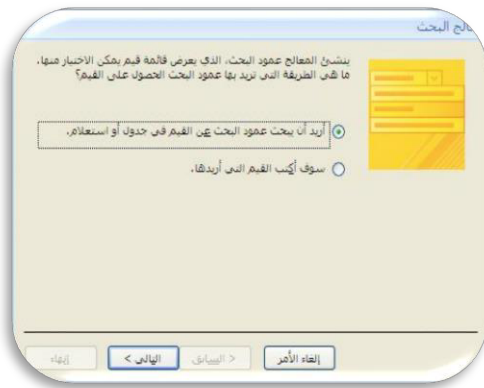 معالج البحث
ينشئ المعالج عمود البحث، الذي يعرض قائمة قيم يمكن الاختيار منها.
ما هي الطريقة التي تريد بها عمود البحث الحصول على القيم؟
أريد أن يبحث عمود البحث عن القيم في جدول أو استعلام.
سوف أكتب القيم التي أريدها.
إلغاء الأمر
< السابق
التالي >
إنهاء